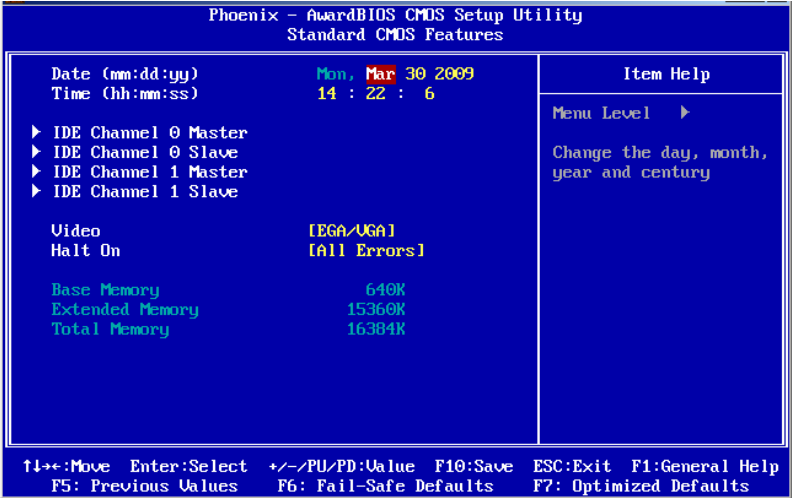 Phoenix - AwardBIOS CMOS Setup Utility
Standard CMOS Features
Date (mm:dd:yy) Mon, Mar 30 2009
Time (hh:mm:ss) 14 : 22 : 6
IDE Channel 0 Master
IDE Channel 0 Slave
IDE Channel 1 Master
IDE Channel 1 Slave
Video [EGA/VGA]
Halt On [All Errors]
Base Memory 640K
Extended Memory 15360K
Total Memory 16384K
Item Help
Menu Level
Change the day, month,
year and century
↑↓→←:Move Enter:Select +/-/PU/PD:Value F10:Save ESC:Exit F1:General Help
F5: Previous Values F6: Fail-Safe Defaults F7: Optimized Defaults